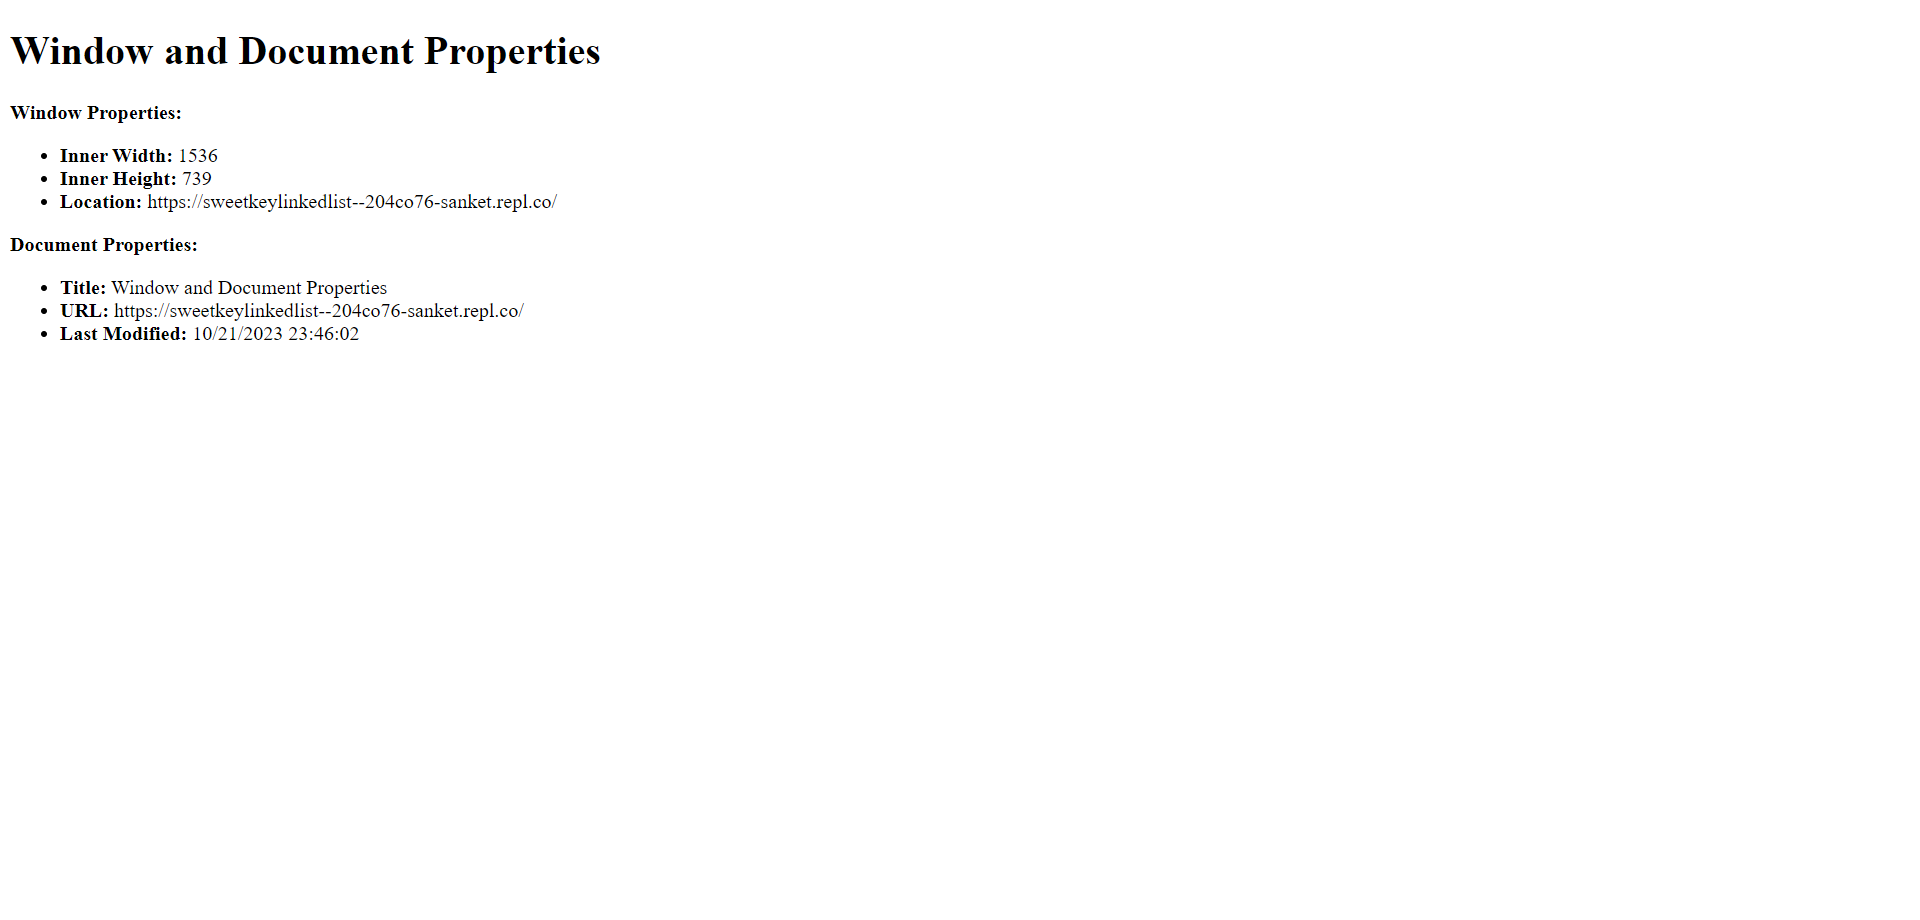 Window and Document Properties
Window Properties:
Inner Width: 1536
Inner Height: 739
Location: https://sweetkeylinkedlist--204co76-sanket.repl.co/
Document Properties:
Title: Window and Document Properties
URL: https://sweetkeylinkedlist--204co76-sanket.repl.co/
Last Modified: 10/21/2023 23:46:02